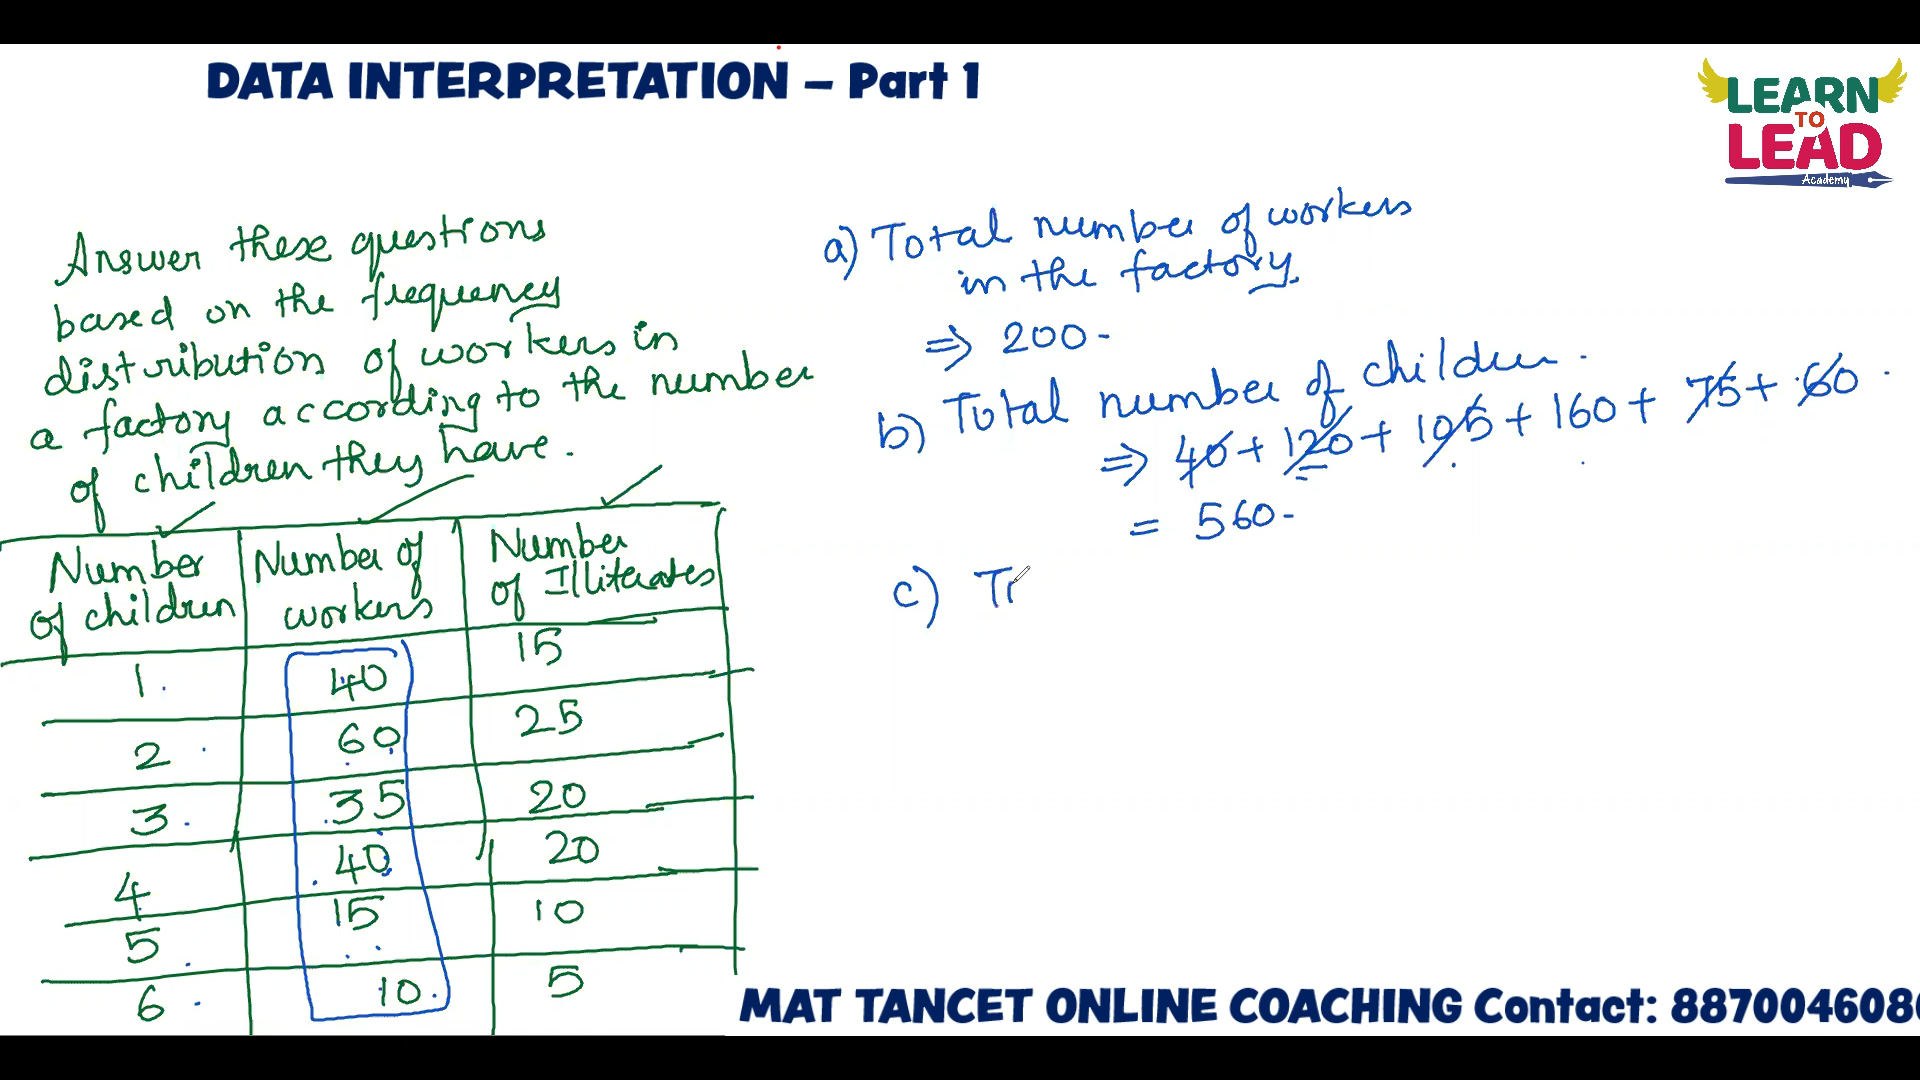 DATA INTERPRETATION – Part 1
LEARN
TO
LEAD
Academy
Answer these questions
based on the frequency
distribution of workers in
a factory according to the number
of children they have.
Number of children | Number of workers | Number of Illiterates
1 40 15
2 60 25
3 35 20
4 40 20
5 15 10
6 10 5
a) Total number of workers
in the factory.
⇒ 200.
b) Total number of children.
⇒ 40 + 120 + 105 + 160 + 75 + 60.
= 560.
c)
MAT TANCET ONLINE COACHING Contact: 887004608